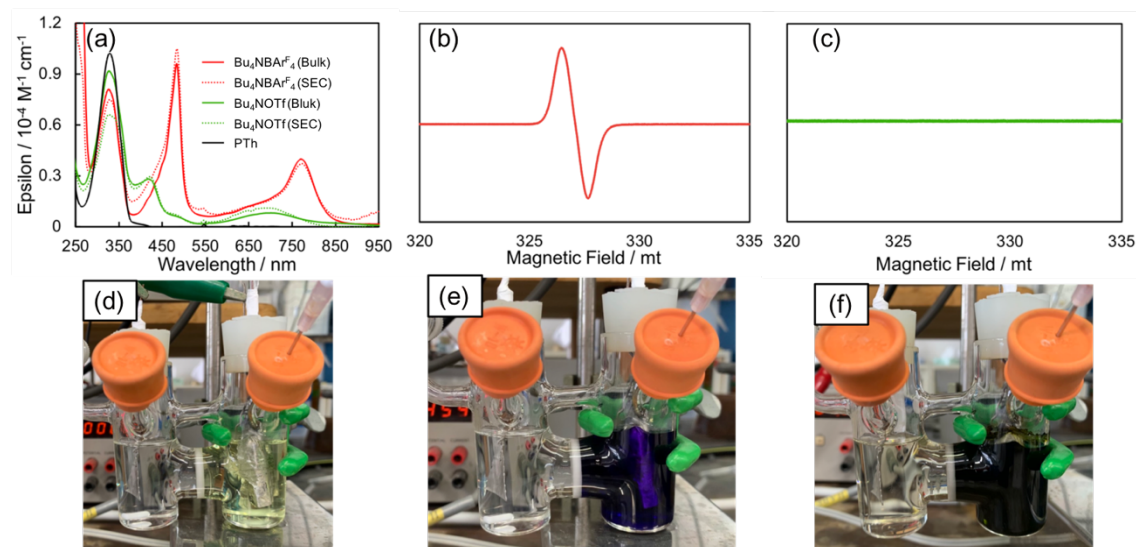 (a)
1.2
0.9
0.6
0.3
0
Epsilon / 10⁻⁴ M⁻¹ cm⁻¹
Bu₄NBArᶠ₄ (Bulk)
Bu₄NBArᶠ₄ (SEC)
Bu₄NOTf (Bluk)
Bu₄NOTf (SEC)
PTh
250 350 450 550 650 750 850 950
Wavelength / nm
(b)
320 325 330 335
Magnetic Field / mt
(c)
320 325 330 335
Magnetic Field / mt
(d)
(e)
454
(f)